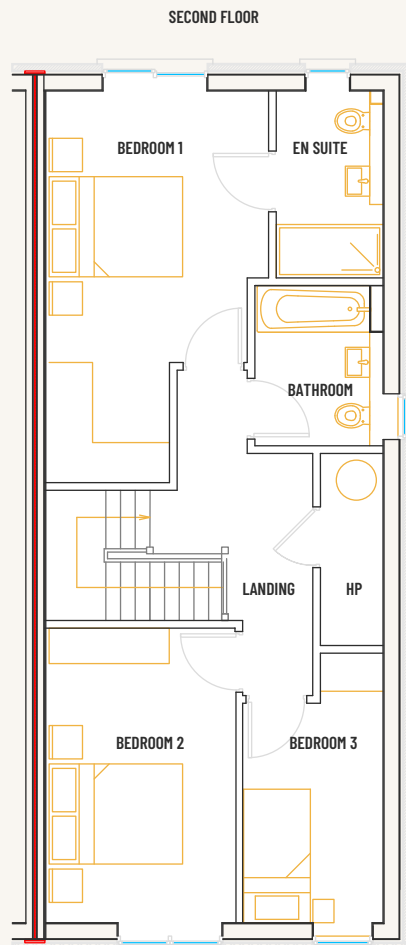 SECOND FLOOR
BEDROOM 1
EN SUITE
BATHROOM
LANDING
HP
BEDROOM 2
BEDROOM 3